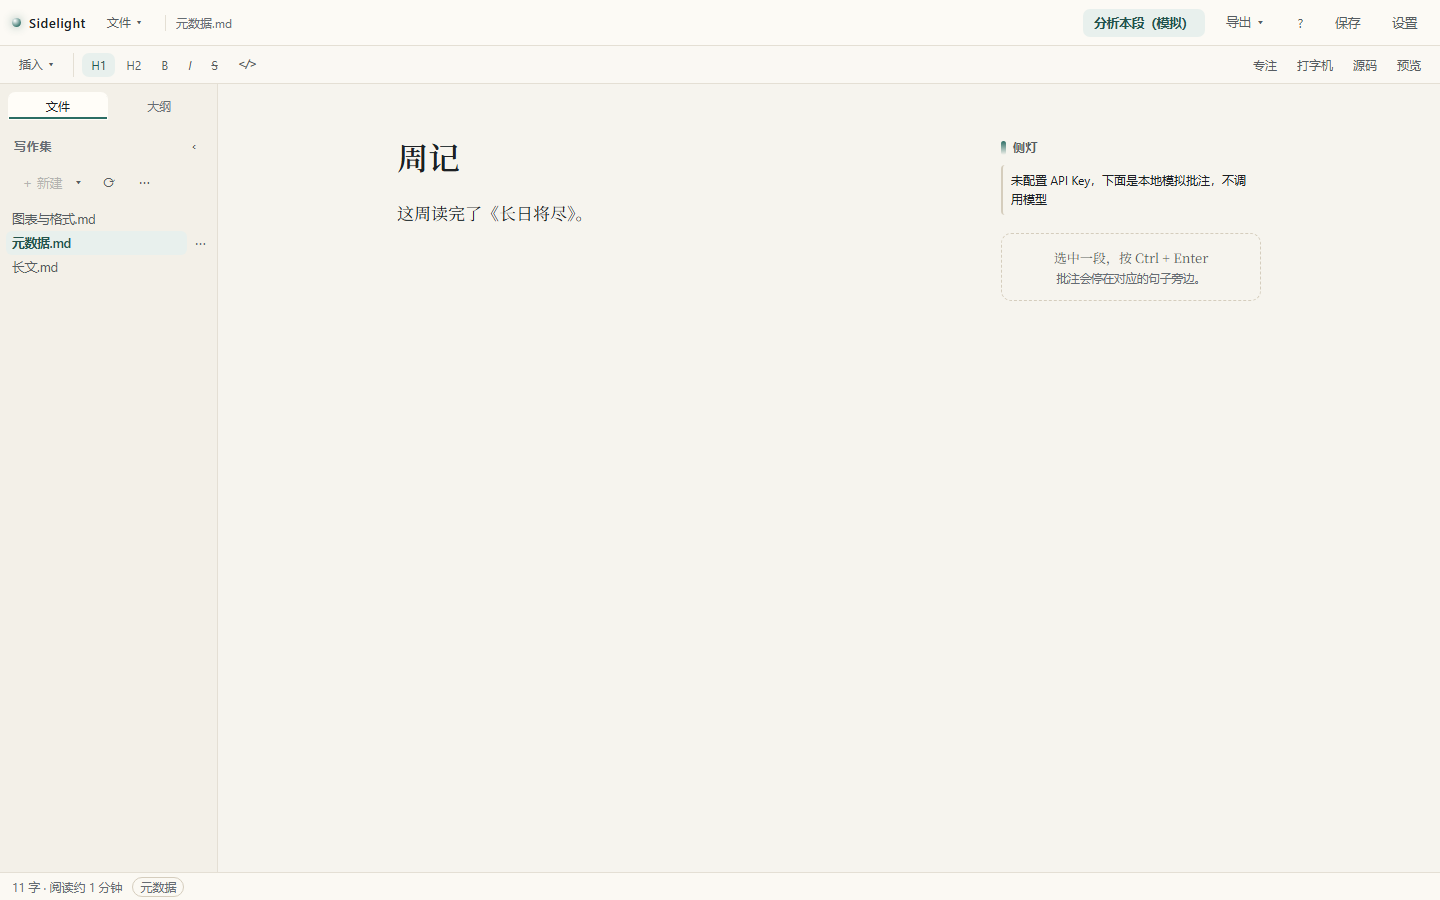 Sidelight 文件 元数据.md 分析本段（模拟） 导出 ? 保存 设置
插入 H1 H2 B I S </> 专注 打字机 源码 预览
文件 大纲
写作集
+ 新建
图表与格式.md
元数据.md
长文.md
周记
这周读完了《长日将尽》。
侧灯
未配置 API Key，下面是本地模拟批注，不调
用模型
选中一段，按 Ctrl + Enter
批注会停在对应的句子旁边。
11 字 · 阅读约 1 分钟 元数据